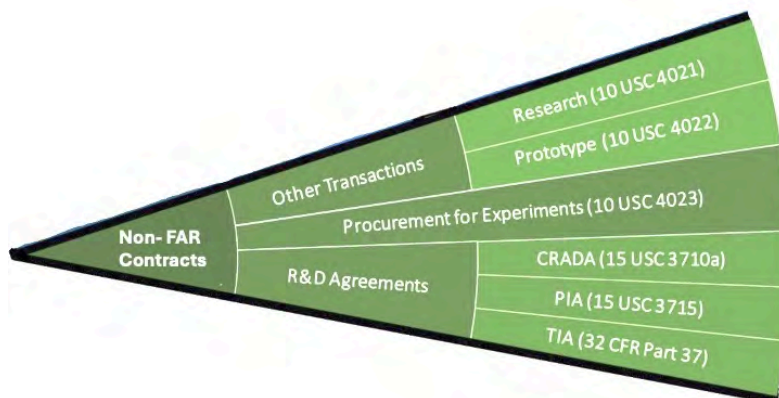 Non- FAR
Contracts
Other Transactions
Research (10 USC 4021)
Prototype (10 USC 4022)
Procurement for Experiments (10 USC 4023)
R&D Agreements
CRADA (15 USC 3710a)
PIA (15 USC 3715)
TIA (32 CFR Part 37)